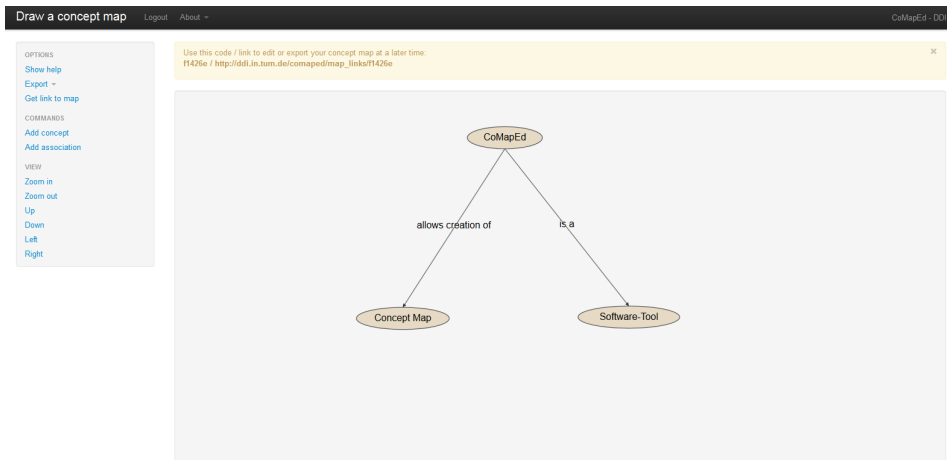 Draw a concept map Logout About
CoMapEd - DDI
OPTIONS
Show help
Export
Get link to map
COMMANDS
Add concept
Add association
VIEW
Zoom in
Zoom out
Up
Down
Left
Right
Use this code / link to edit or export your concept map at a later time:
f1426e / http://ddi.in.tum.de/comaped/map_links/f1426e
×
CoMapEd
allows creation of
is a
Concept Map
Software-Tool